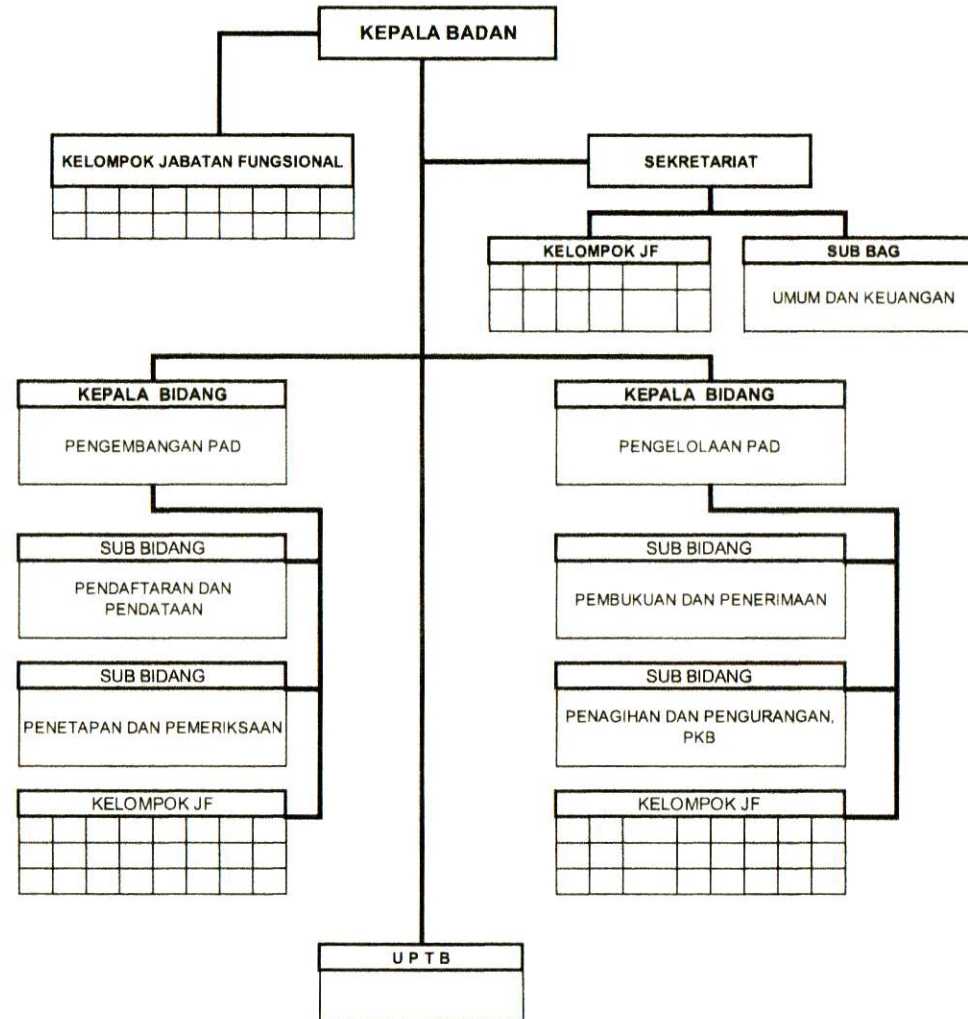 KEPALA BADAN
KELOMPOK JABATAN FUNGSIONAL
SEKRETARIAT
KELOMPOK JF
SUB BAG
UMUM DAN KEUANGAN
KEPALA BIDANG
PENGEMBANGAN PAD
KEPALA BIDANG
PENGELOLAAN PAD
SUB BIDANG
PENDAFTARAN DAN
PENDATAAN
SUB BIDANG
PEMBUKUAN DAN PENERIMAAN
SUB BIDANG
PENETAPAN DAN PEMERIKSAAN
SUB BIDANG
PENAGIHAN DAN PENGURANGAN,
PKB
KELOMPOK JF
KELOMPOK JF
U P T B